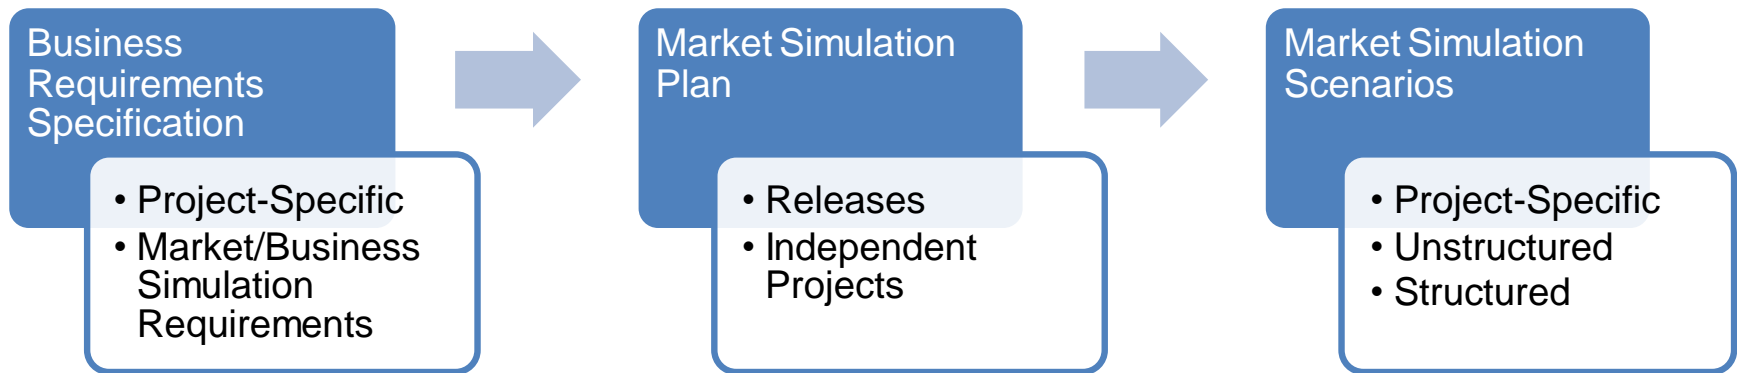 Business
Requirements
Specification
• Project-Specific
• Market/Business
Simulation
Requirements
Market Simulation
Plan
• Releases
• Independent
Projects
Market Simulation
Scenarios
• Project-Specific
• Unstructured
• Structured